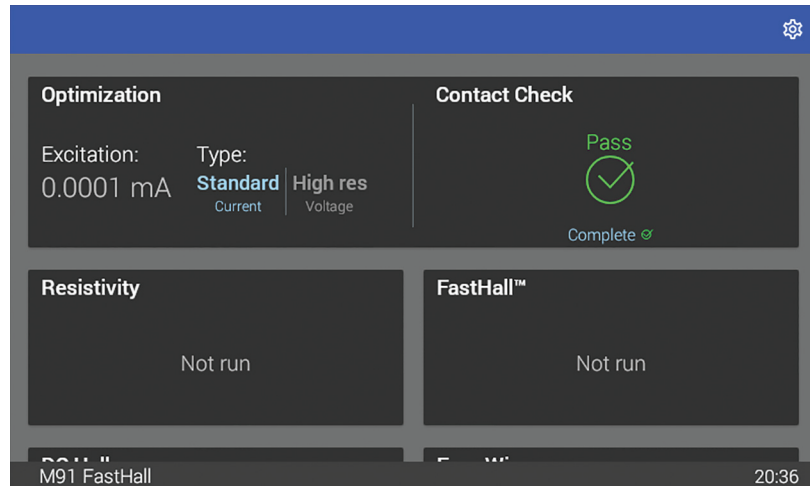 Optimization
Contact Check
Excitation:
0.0001 mA
Type:
Standard
Current
High res
Voltage
Pass
Complete
Resistivity
FastHall™
Not run
Not run
M91 FastHall
20:36